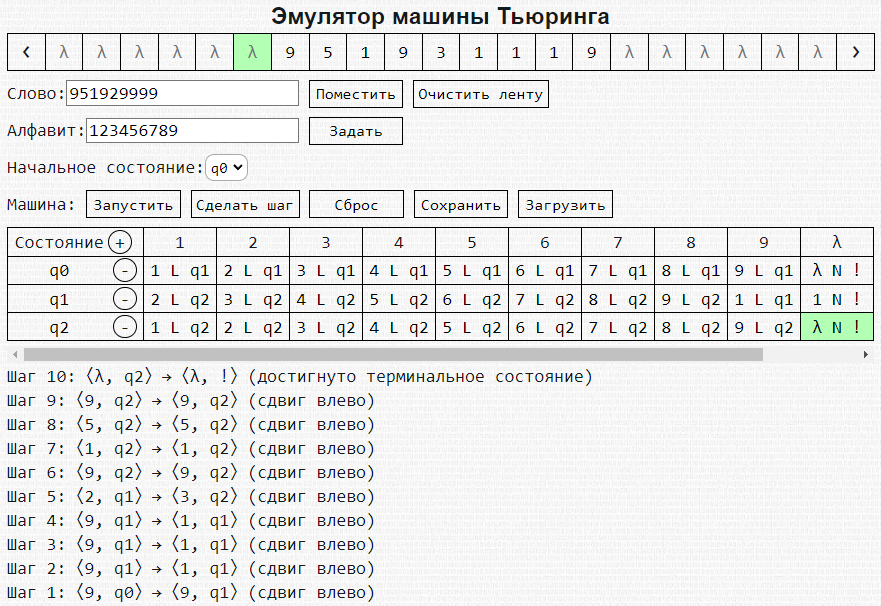 Эмулятор машины Тьюринга
< λ λ λ λ λ λ 9 5 1 9 3 1 1 1 9 λ λ λ λ λ λ >
Слово: 951929999 Поместить Очистить ленту
Алфавит: 123456789 Задать
Начальное состояние: q0
Машина: Запустить Сделать шаг Сброс Сохранить Загрузить
Состояние + 1 2 3 4 5 6 7 8 9 λ
q0 - 1 L q1 2 L q1 3 L q1 4 L q1 5 L q1 6 L q1 7 L q1 8 L q1 9 L q1 λ N !
q1 - 2 L q2 3 L q2 4 L q2 5 L q2 6 L q2 7 L q2 8 L q2 9 L q2 1 L q1 1 N !
q2 - 1 L q2 2 L q2 3 L q2 4 L q2 5 L q2 6 L q2 7 L q2 8 L q2 9 L q2 λ N !
Шаг 10: ⟨λ, q2⟩ → ⟨λ, !⟩ (достигнуто терминальное состояние)
Шаг 9: ⟨9, q2⟩ → ⟨9, q2⟩ (сдвиг влево)
Шаг 8: ⟨5, q2⟩ → ⟨5, q2⟩ (сдвиг влево)
Шаг 7: ⟨1, q2⟩ → ⟨1, q2⟩ (сдвиг влево)
Шаг 6: ⟨9, q2⟩ → ⟨9, q2⟩ (сдвиг влево)
Шаг 5: ⟨2, q1⟩ → ⟨3, q2⟩ (сдвиг влево)
Шаг 4: ⟨9, q1⟩ → ⟨1, q1⟩ (сдвиг влево)
Шаг 3: ⟨9, q1⟩ → ⟨1, q1⟩ (сдвиг влево)
Шаг 2: ⟨9, q1⟩ → ⟨1, q1⟩ (сдвиг влево)
Шаг 1: ⟨9, q0⟩ → ⟨9, q1⟩ (сдвиг влево)